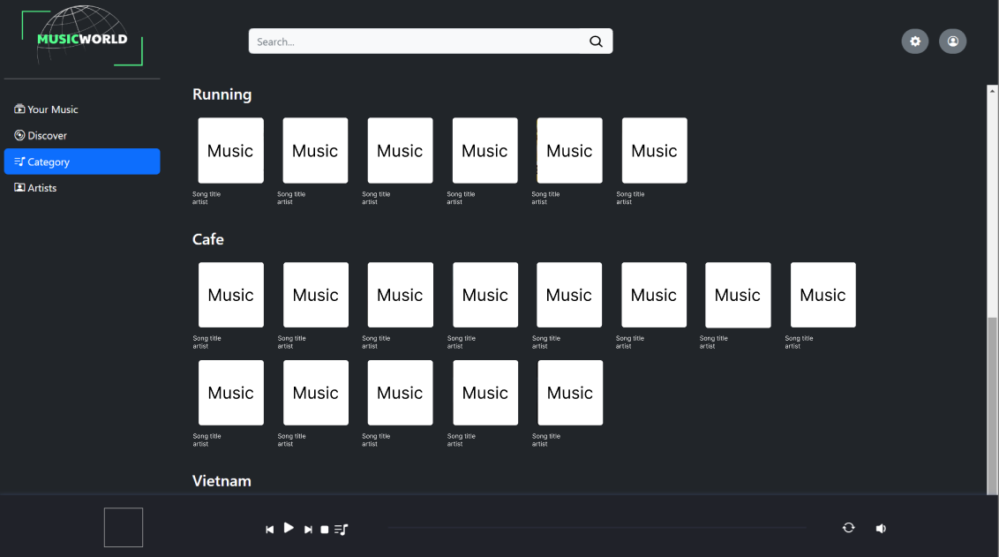 MUSICWORLD
Search...
Your Music
Discover
Category
Artists
Running
Music Music Music Music Music Music
Song title Song title Song title Song title Song title Song title
artist artist artist artist artist artist
Cafe
Music Music Music Music Music Music Music Music
Song title Song title Song title Song title Song title Song title Song title Song title
artist artist artist artist artist artist artist artist
Music Music Music Music Music
Song title Song title Song title Song title Song title
artist artist artist artist artist
Vietnam